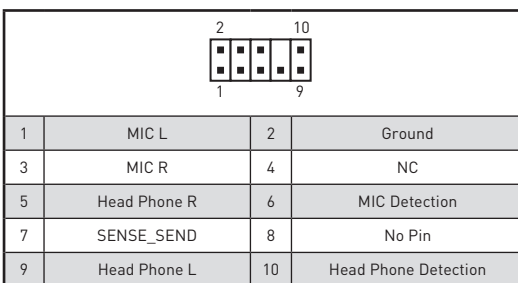 2 10
1 9
1 MIC L 2 Ground
3 MIC R 4 NC
5 Head Phone R 6 MIC Detection
7 SENSE_SEND 8 No Pin
9 Head Phone L 10 Head Phone Detection